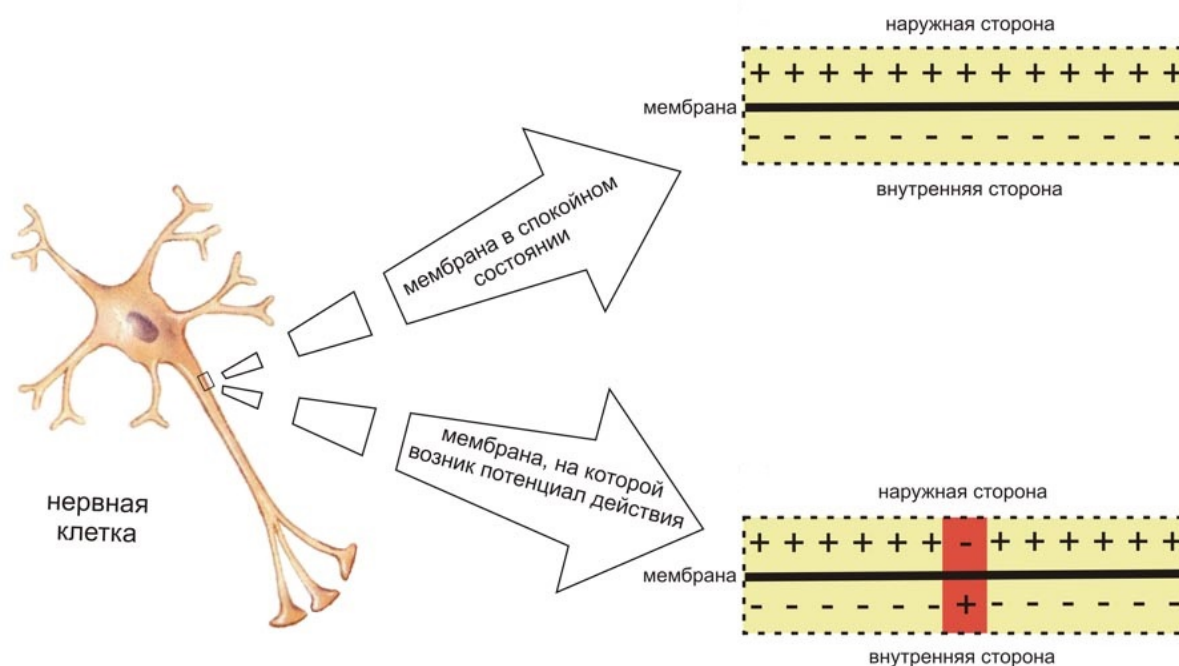 наружная сторона
+ + + + + + + + + + + + +
мембрана
- - - - - - - - - - - - -
внутренняя сторона
мембрана в спокойном
состоянии
мембрана, на которой
возник потенциал действия
нервная
клетка
наружная сторона
+ + + + + + - + + + + + +
мембрана
- - - - - - + - - - - - -
внутренняя сторона